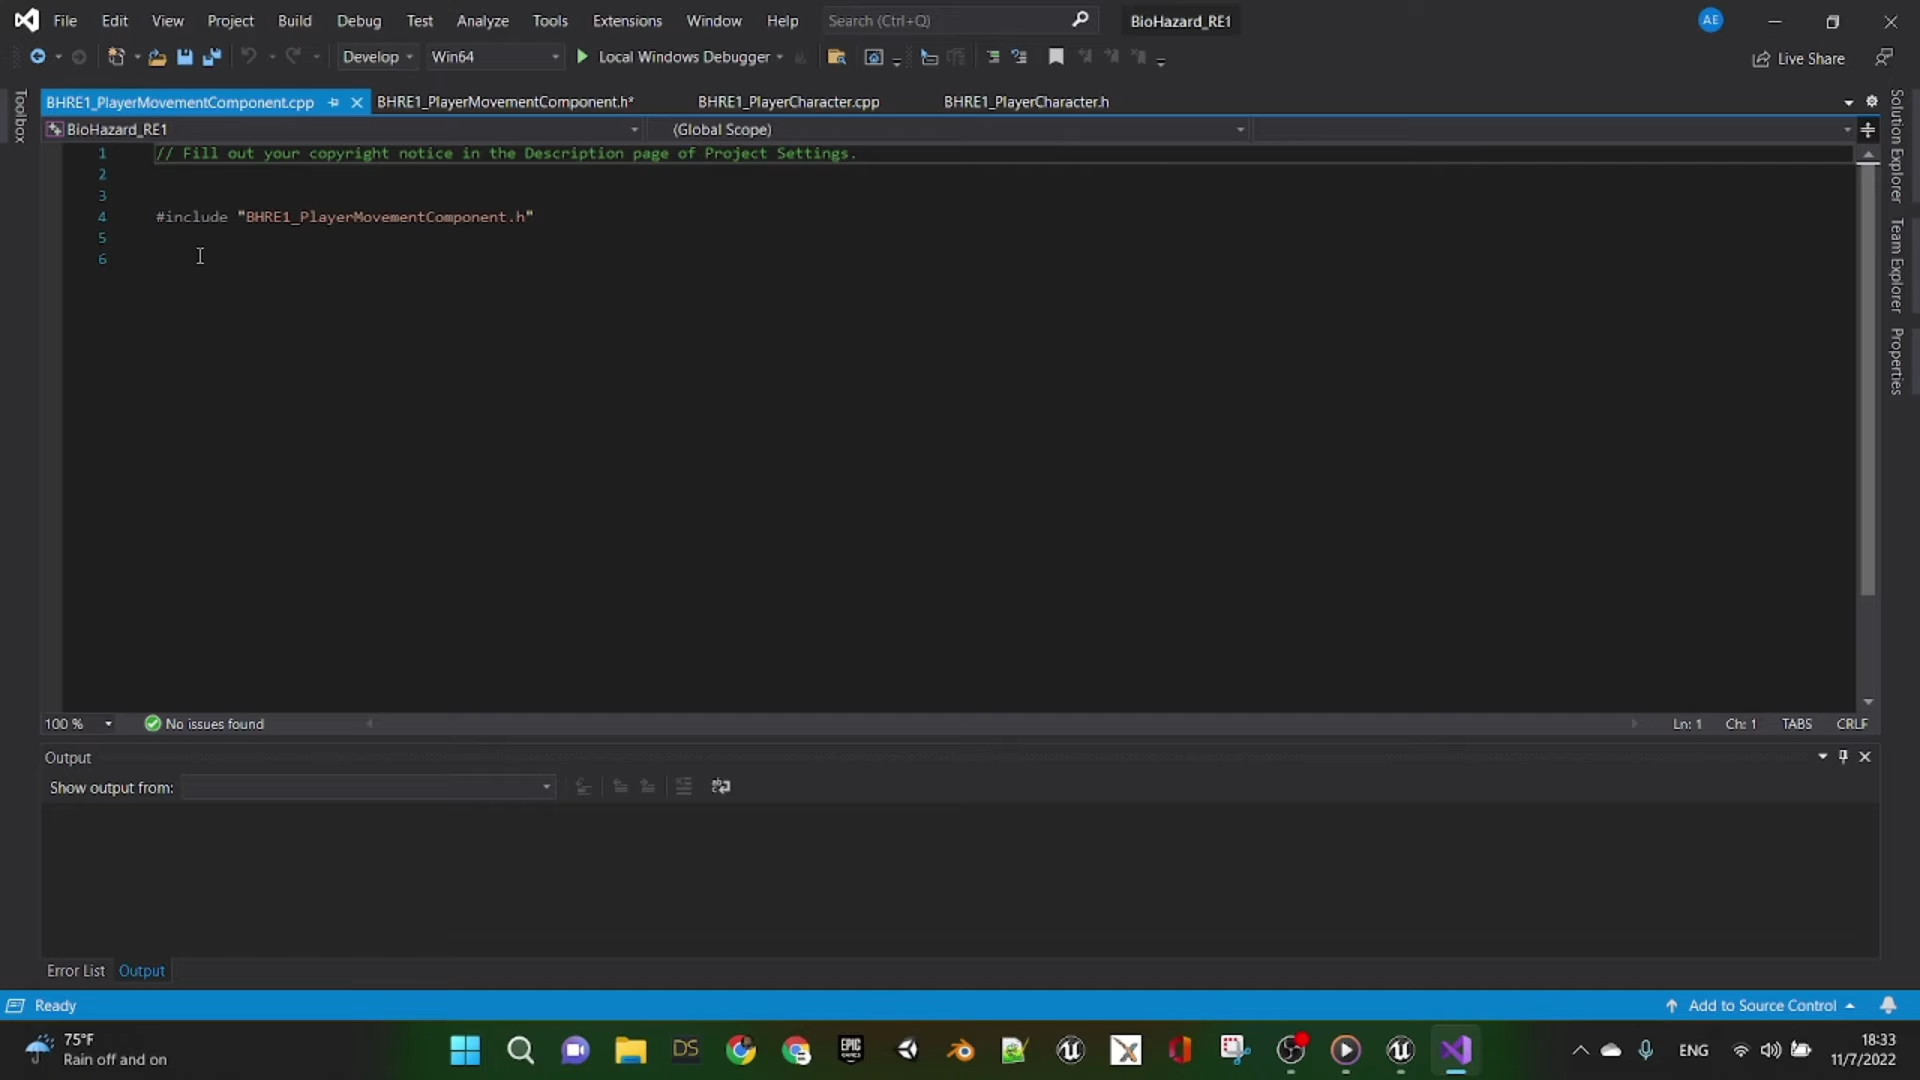 File Edit View Project Build Debug Test Analyze Tools Extensions Window Help Search (Ctrl+Q) BioHazard_RE1 AE
Develop Win64 Local Windows Debugger Live Share
BHRE1_PlayerMovementComponent.cpp BHRE1_PlayerMovementComponent.h* BHRE1_PlayerCharacter.cpp BHRE1_PlayerCharacter.h
BioHazard_RE1 (Global Scope)
Toolbox
Solution Explorer
Team Explorer
Properties
1 // Fill out your copyright notice in the Description page of Project Settings.
2
3
4 #include "BHRE1_PlayerMovementComponent.h"
5
6
100 % No issues found Ln: 1 Ch: 1 TABS CRLF
Output
Show output from:
Error List Output
Ready Add to Source Control
75°F
Rain off and on
DS
EPIC GAMES
ENG
18:33
11/7/2022